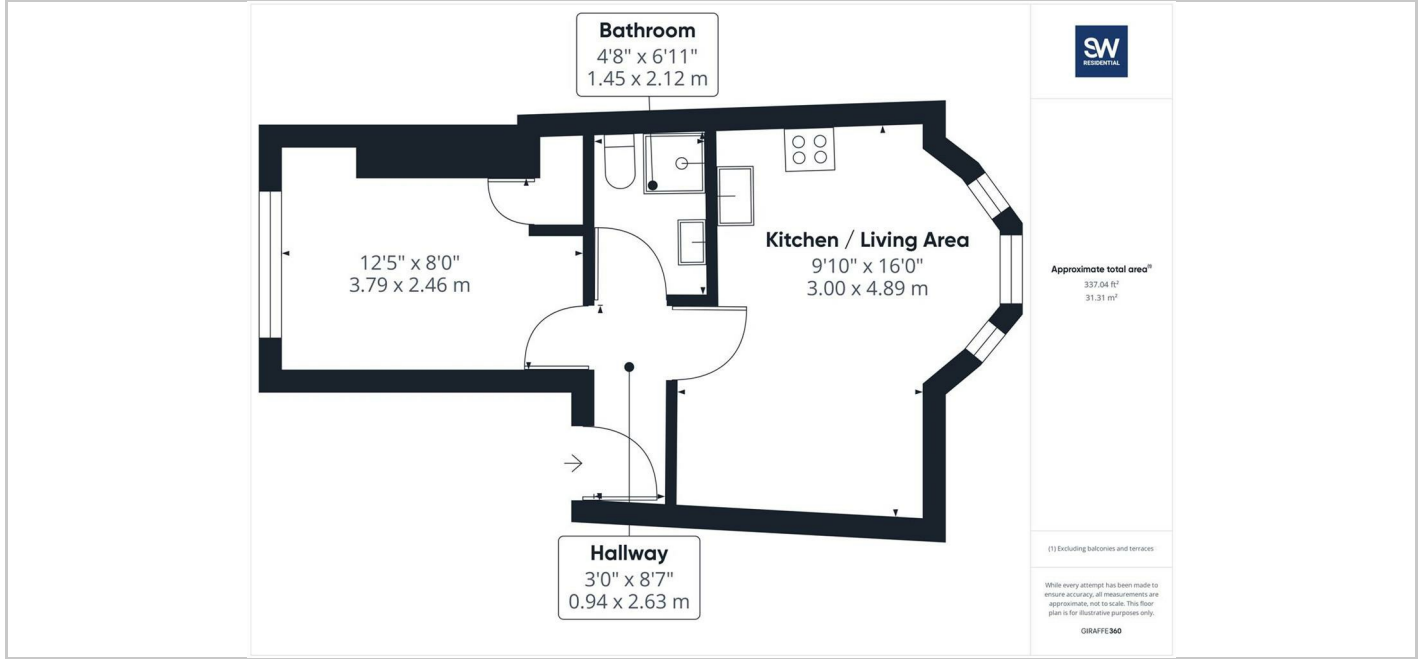 Bathroom
4'8" x 6'11"
1.45 x 2.12 m
12'5" x 8'0"
3.79 x 2.46 m
Kitchen / Living Area
9'10" x 16'0"
3.00 x 4.89 m
Hallway
3'0" x 8'7"
0.94 x 2.63 m
SW
RESIDENTIAL
Approximate total area(1)
337.04 ft²
31.31 m²
(1) Excluding balconies and terraces
While every attempt has been made to
ensure accuracy, all measurements are
approximate, not to scale. This floor
plan is for illustrative purposes only.
GIRAFFE360